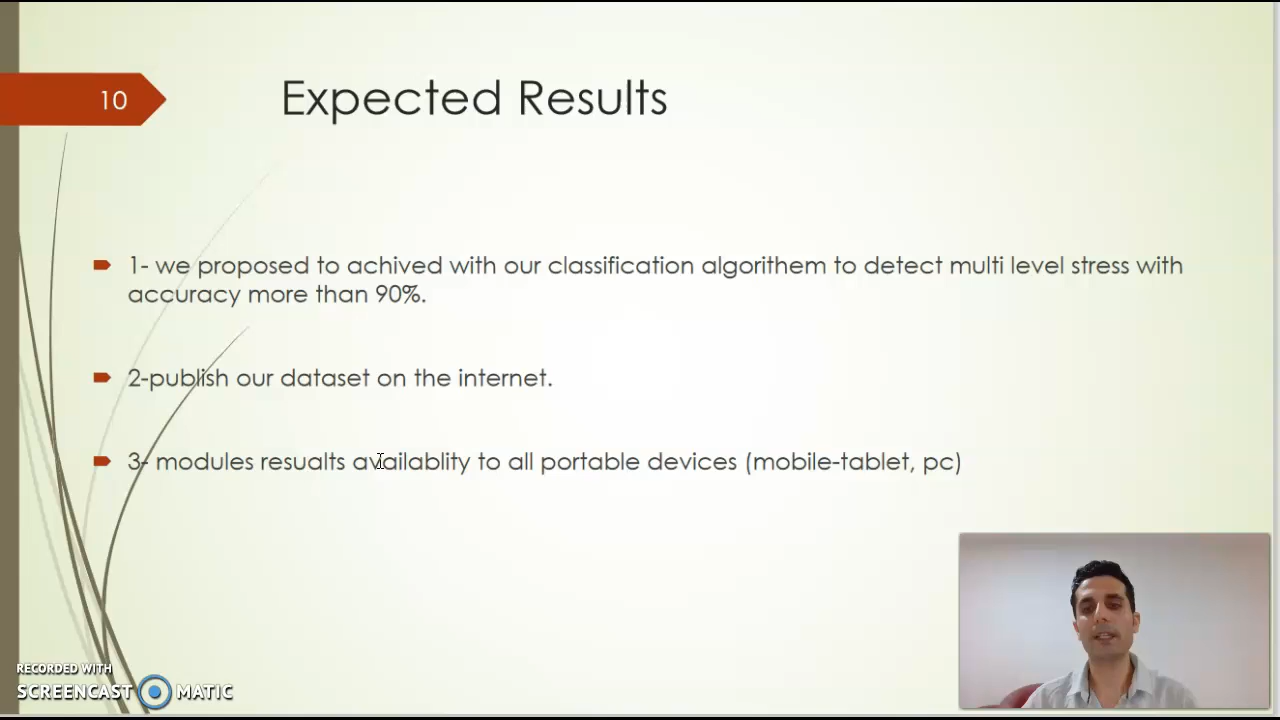 10
Expected Results
1- we proposed to achived with our classification algorithem to detect multi level stress with
accuracy more than 90%.
2-publish our dataset on the internet.
3- modules resualts availablity to all portable devices (mobile-tablet, pc)
RECORDED WITH
SCREENCAST MATIC